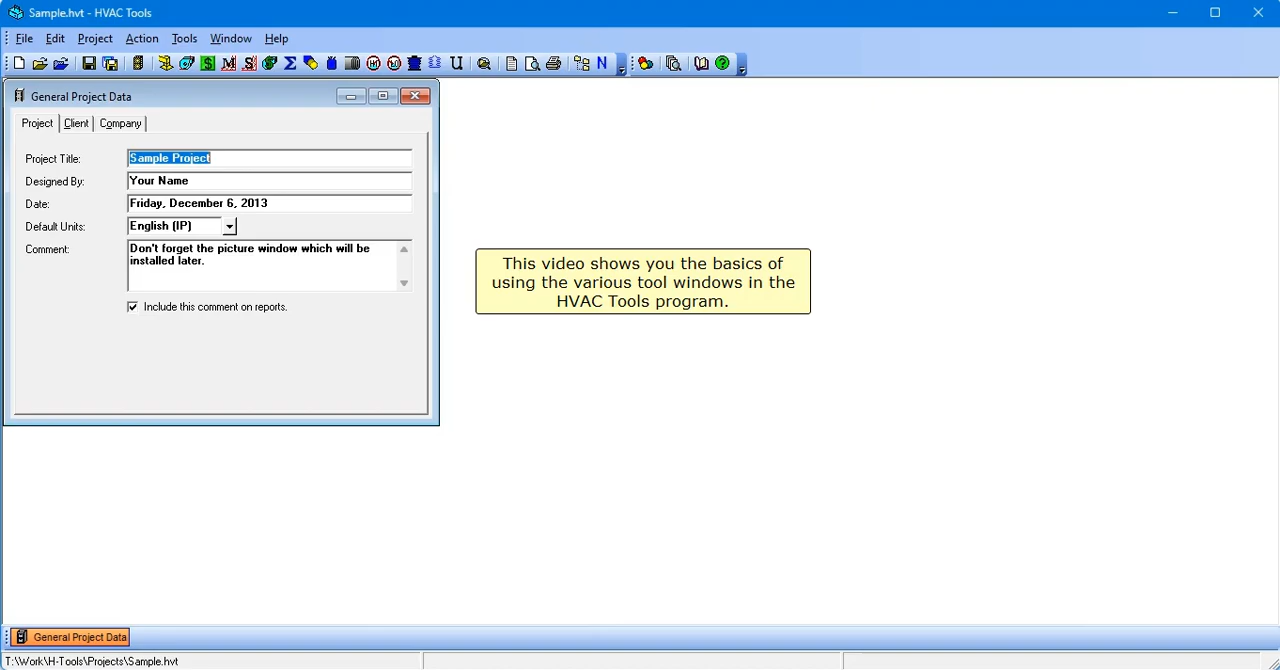 Sample.hvt - HVAC Tools
File Edit Project Action Tools Window Help
General Project Data
Project Client Company
Project Title: Sample Project
Designed By: Your Name
Date: Friday, December 6, 2013
Default Units: English (IP)
Comment: Don't forget the picture window which will be
installed later.
Include this comment on reports.
This video shows you the basics of
using the various tool windows in the
HVAC Tools program.
General Project Data
T:\Work\H-Tools\Projects\Sample.hvt